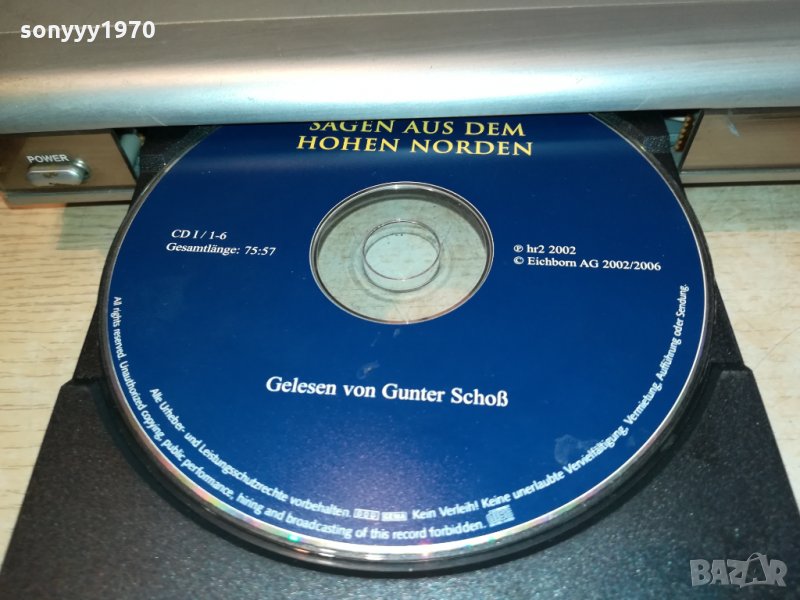 sonyyy1970
POWER
SAGEN AUS DEM
HOHEN NORDEN
CD I / 1-6
Gesamtlänge: 75:57
℗ hr2 2002
© Eichborn AG 2002/2006
Gelesen von Gunter Schoß
Alle Urheber- und Leistungsschutzrechte vorbehalten. GEMA Kein Verleih! Keine unerlaubte Vervielfältigung, Vermietung, Aufführung oder Sendung.
All rights reserved. Unauthorized copying, public performance, hiring and broadcasting of this record forbidden.
BAZAR